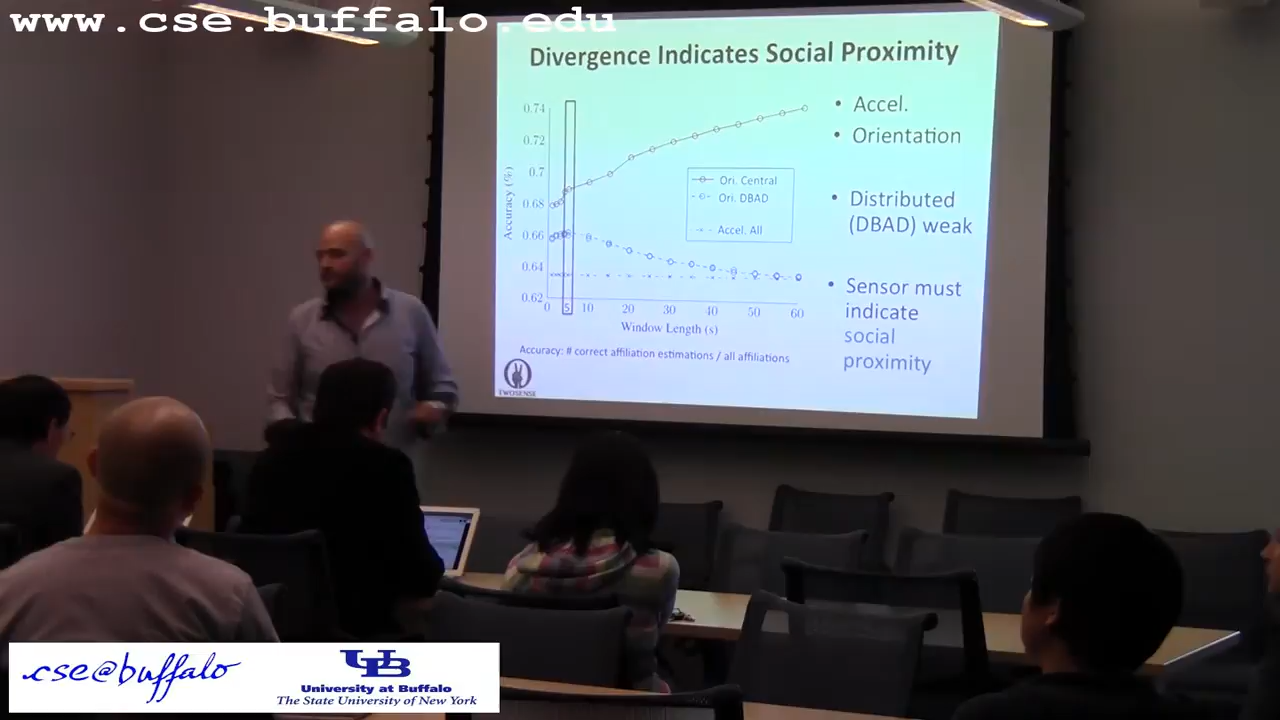 www.cse.buffalo.edu
Divergence Indicates Social Proximity
0.74
0.72
0.7
0.68
0.66
0.64
0.62
Accuracy (%)
0 5 10 20 30 40 50 60
Window Length (s)
Ori. Central
Ori. DBAD
Accel. All
Accuracy: # correct affiliation estimations / all affiliations
TWOSENSE
• Accel.
• Orientation
• Distributed
(DBAD) weak
• Sensor must
indicate
social
proximity
cse@buffalo
UB
University at Buffalo
The State University of New York